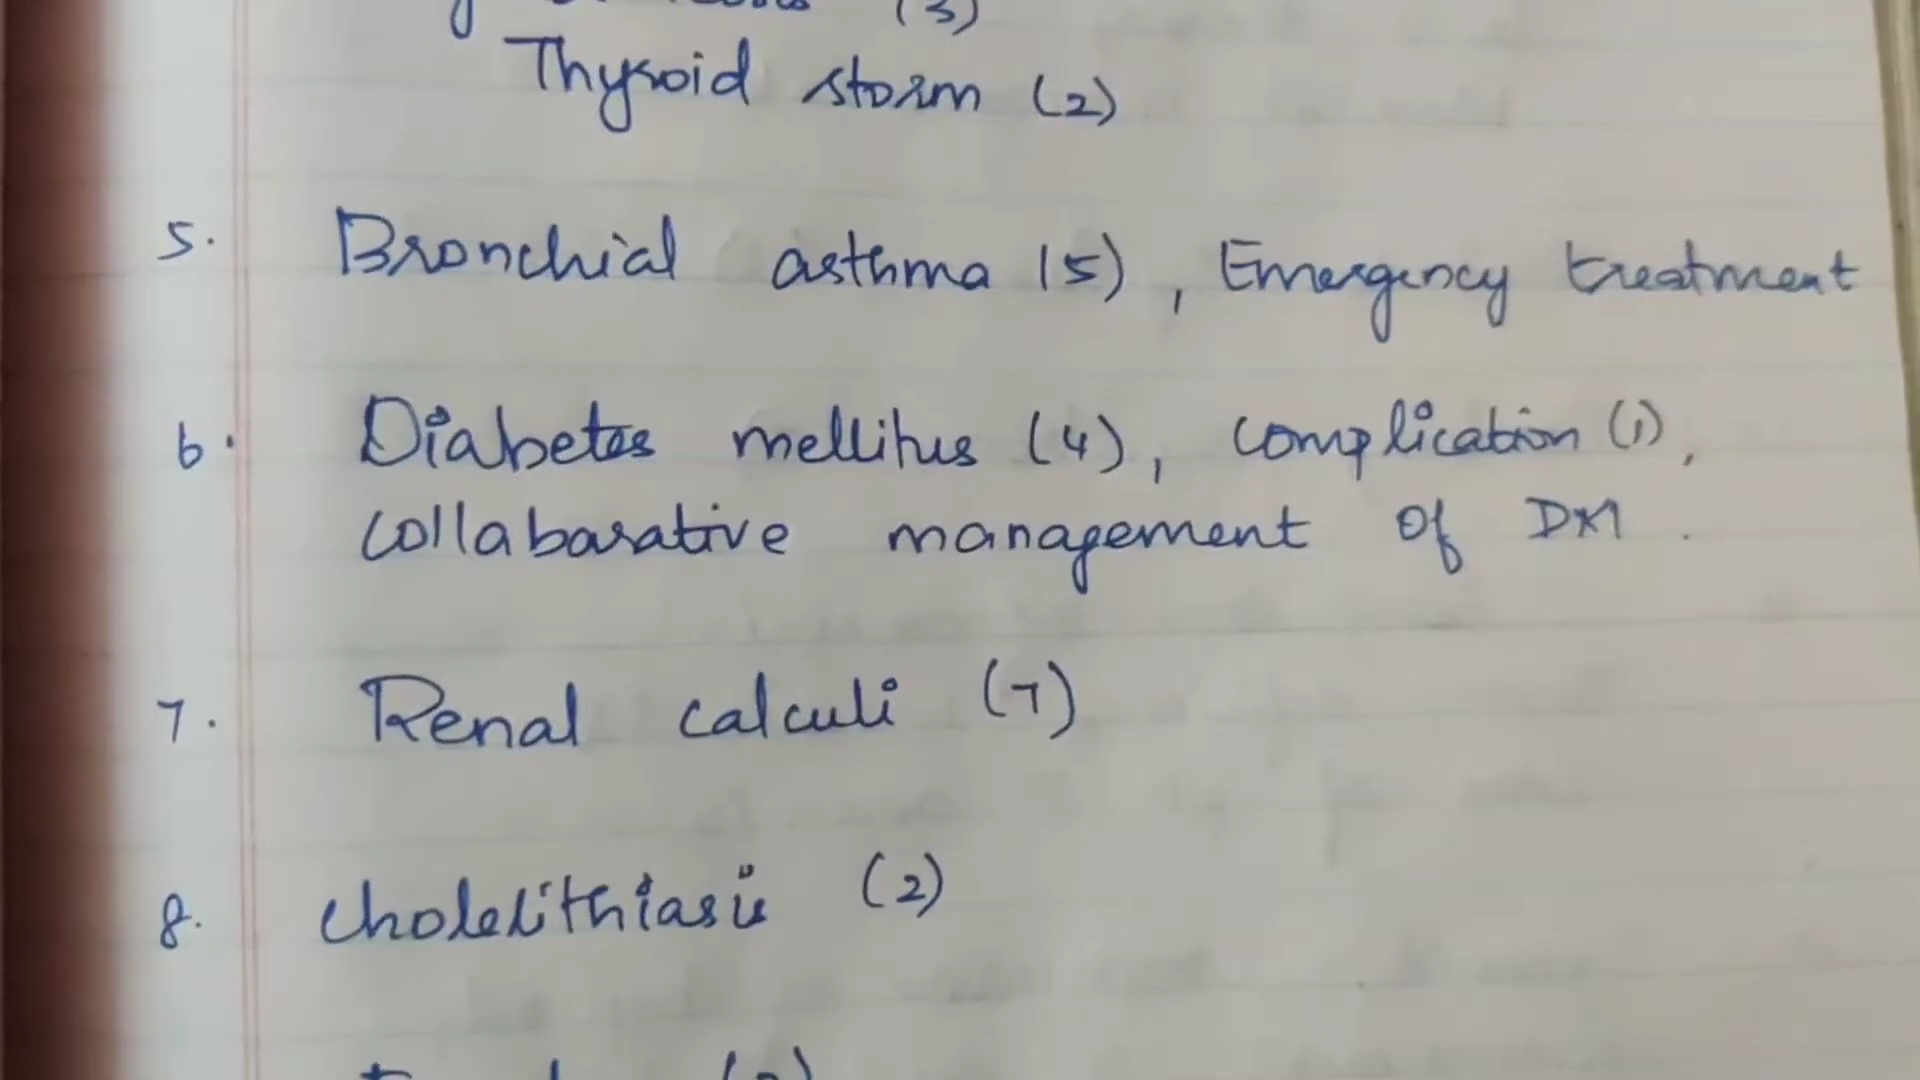 (3)
Thyroid storm (2)
5. Bronchial asthma (5), Emergency treatment
6. Diabetes mellitus (4), complication (1),
collabarative management of DM.
7. Renal calculi (7)
8. cholelithiasis (2)